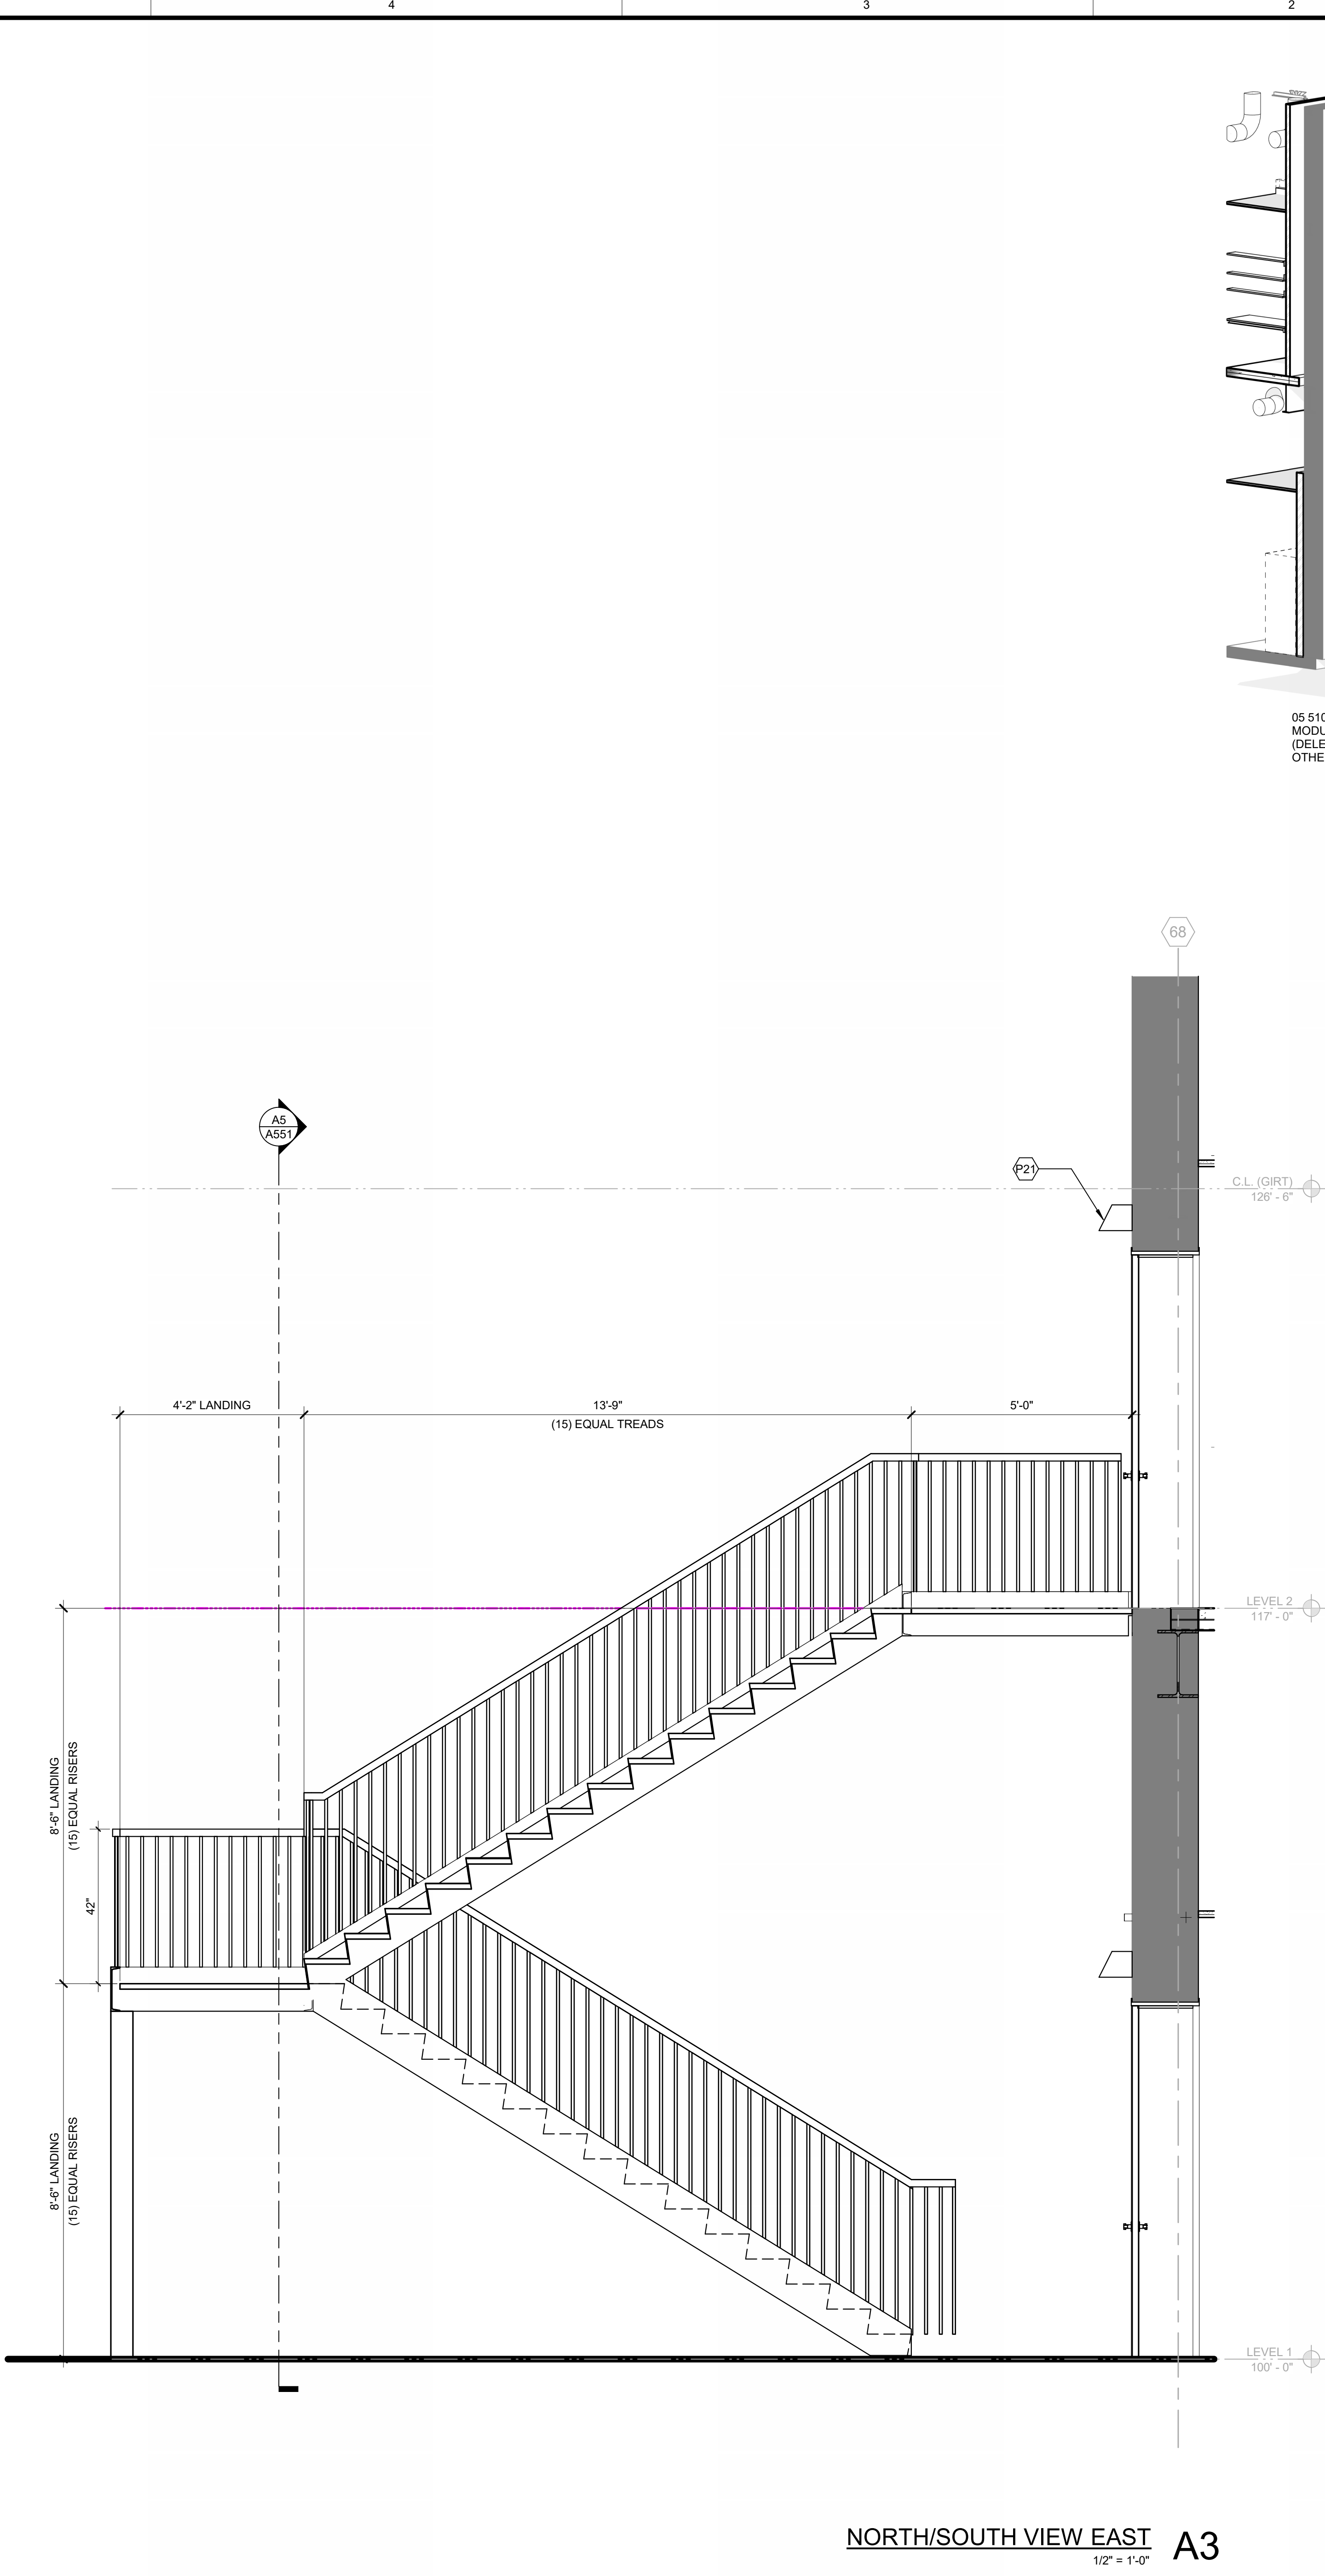 4
3
2
05 510
MODU
(DELE
OTHE
68
A5
A551
P21
C.L. (GIRT)
126' - 6"
4'-2" LANDING
13'-9"
5'-0"
(15) EQUAL TREADS
LEVEL 2
117' - 0"
8'-6" LANDING
(15) EQUAL RISERS
42"
8'-6" LANDING
(15) EQUAL RISERS
LEVEL 1
100' - 0"
NORTH/SOUTH VIEW EAST
A3
1/2" = 1'-0"